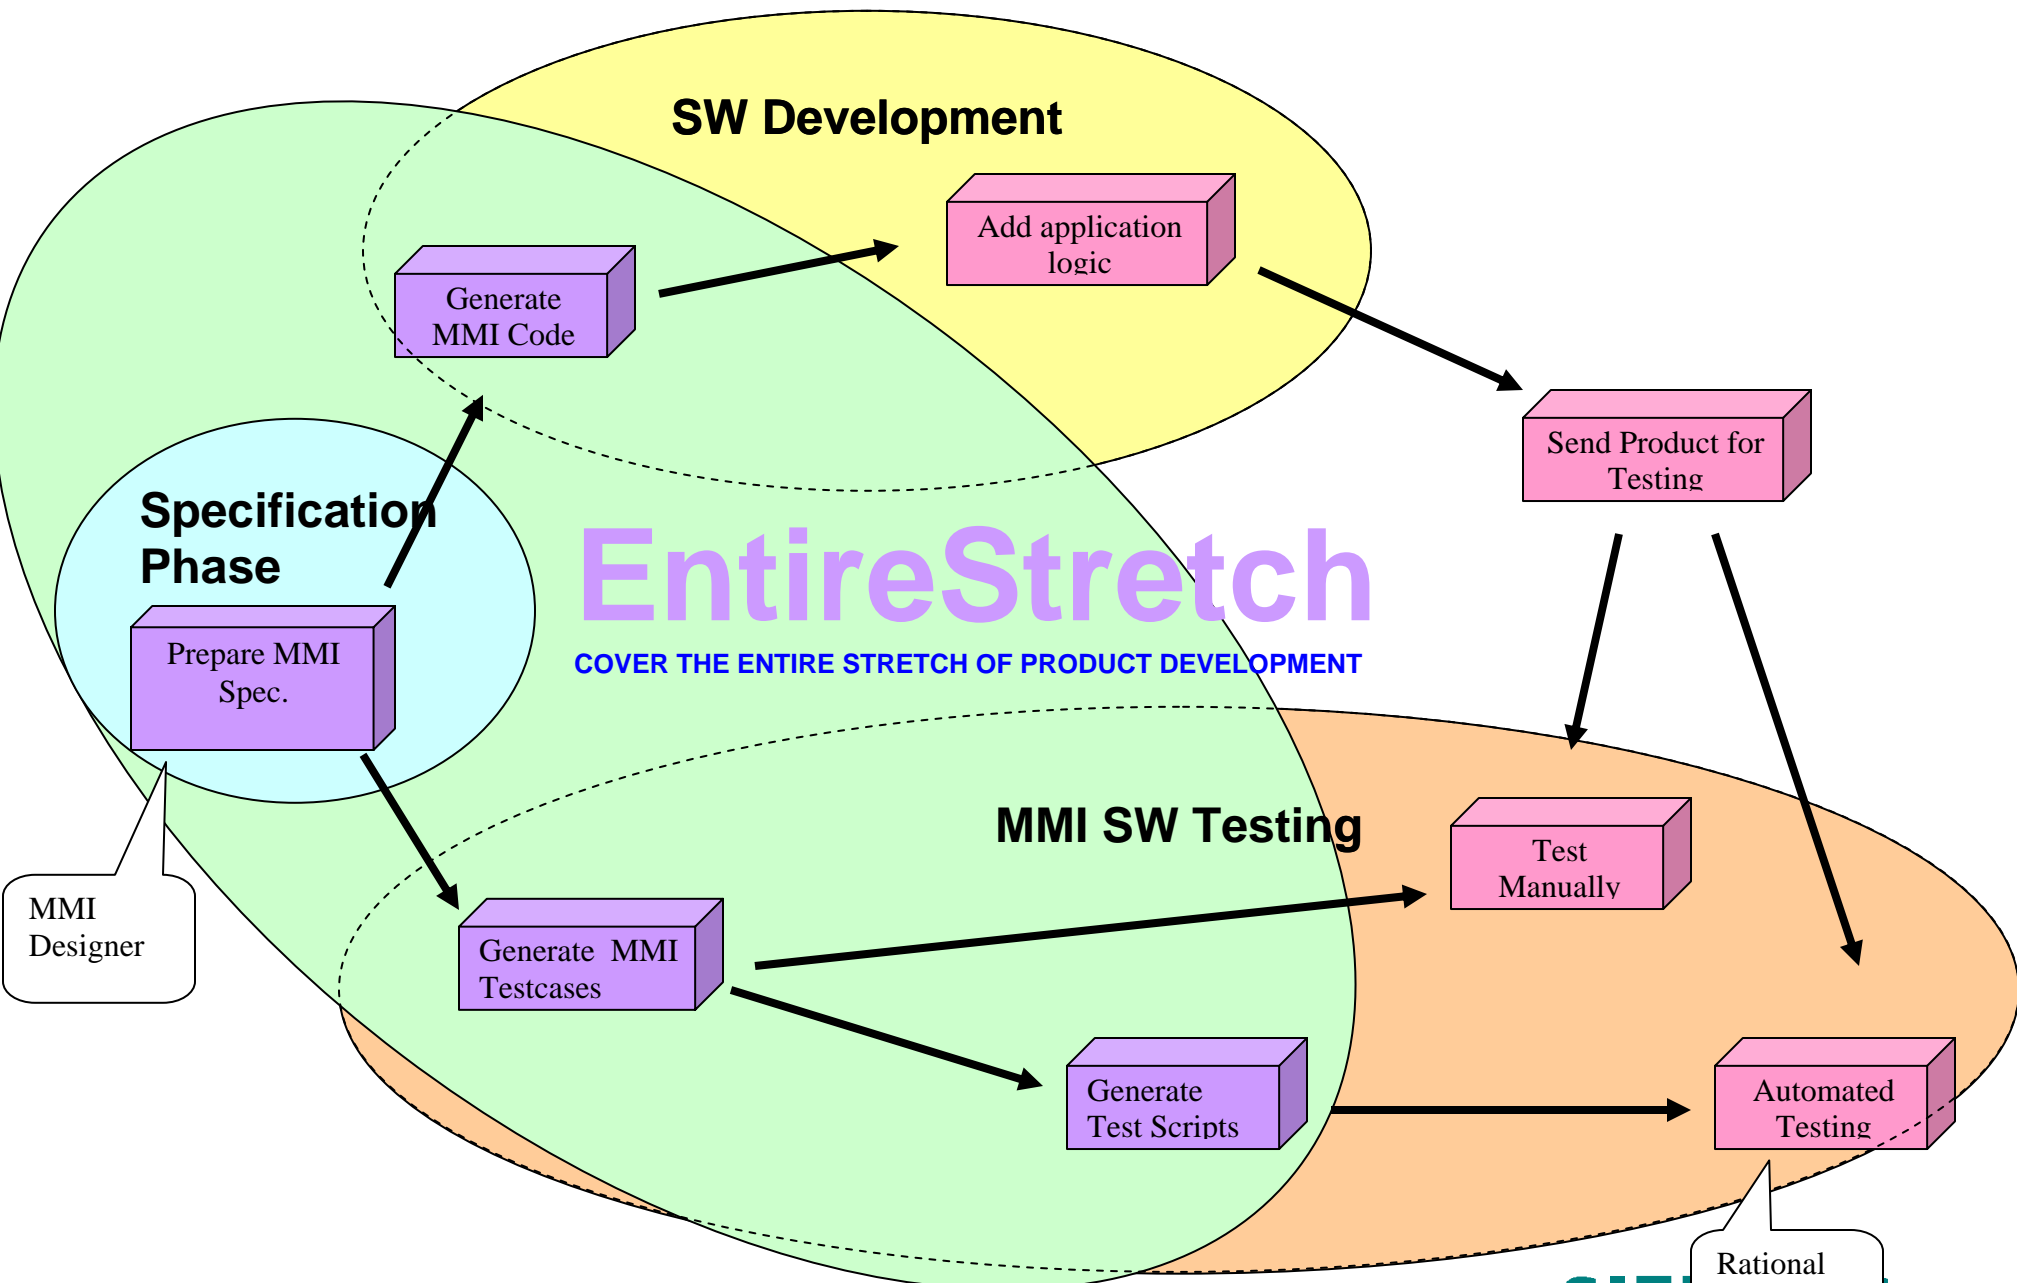 SW Development
Add application
logic
Generate
MMI Code
Send Product for
Testing
Specification
Phase
EntireStretch
COVER THE ENTIRE STRETCH OF PRODUCT DEVELOPMENT
Prepare MMI
Spec.
MMI SW Testing
Test
Manually
MMI
Designer
Generate MMI
Testcases
Generate
Test Scripts
Automated
Testing
Rational